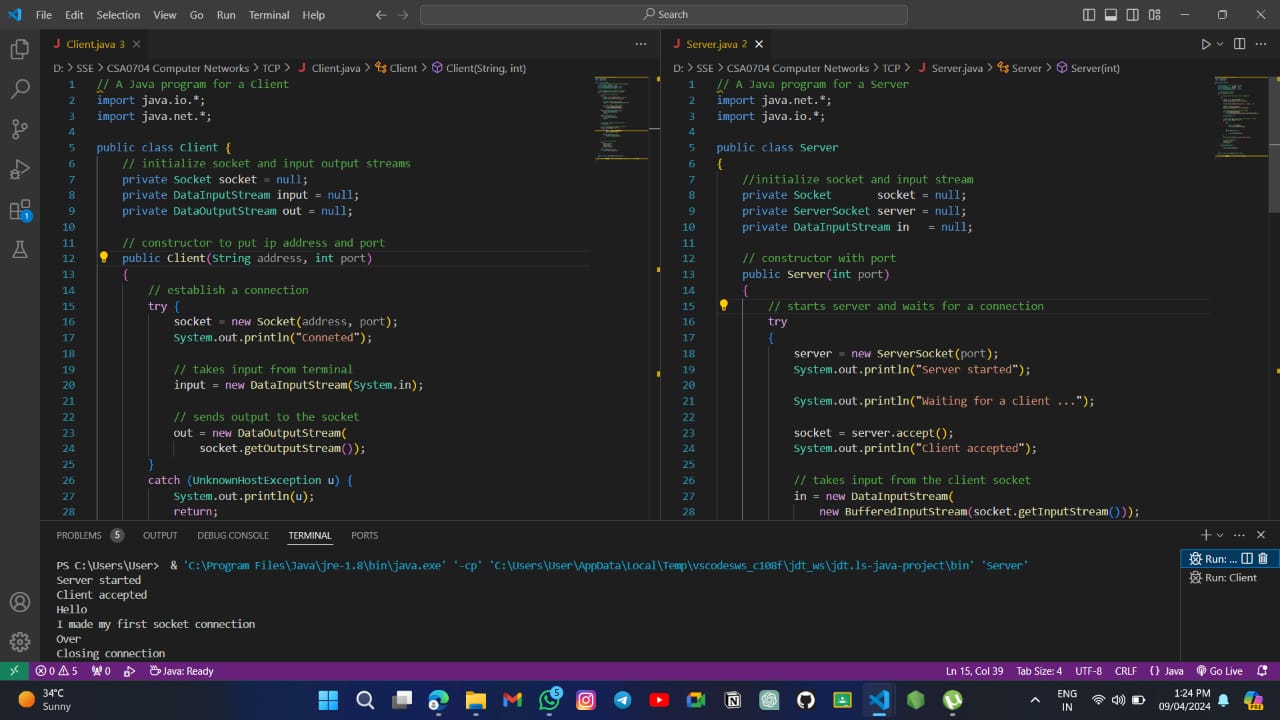 File Edit Selection View Go Run Terminal Help
Search
Client.java 3
Server.java 2
D: > SSE > CSA0704 Computer Networks > TCP > Client.java > Client > Client(String, int)
1 // A Java program for a Client
2 import java.io.*;
3 import java.net.*;
4
5 public class Client {
6 // initialize socket and input output streams
7 private Socket socket = null;
8 private DataInputStream input = null;
9 private DataOutputStream out = null;
10
11 // constructor to put ip address and port
12 public Client(String address, int port)
13 {
14 // establish a connection
15 try {
16 socket = new Socket(address, port);
17 System.out.println("Conneted");
18
19 // takes input from terminal
20 input = new DataInputStream(System.in);
21
22 // sends output to the socket
23 out = new DataOutputStream(
24 socket.getOutputStream());
25 }
26 catch (UnknownHostException u) {
27 System.out.println(u);
28 return;
D: > SSE > CSA0704 Computer Networks > TCP > Server.java > Server > Server(int)
1 // A Java program for a Server
2 import java.net.*;
3 import java.io.*;
4
5 public class Server
6 {
7 //initialize socket and input stream
8 private Socket socket = null;
9 private ServerSocket server = null;
10 private DataInputStream in = null;
11
12 // constructor with port
13 public Server(int port)
14 {
15 // starts server and waits for a connection
16 try
17 {
18 server = new ServerSocket(port);
19 System.out.println("Server started");
20
21 System.out.println("Waiting for a client ...");
22
23 socket = server.accept();
24 System.out.println("Client accepted");
25
26 // takes input from the client socket
27 in = new DataInputStream(
28 new BufferedInputStream(socket.getInputStream()));
PROBLEMS 5 OUTPUT DEBUG CONSOLE TERMINAL PORTS
PS C:\Users\User> & 'C:\Program Files\Java\jre-1.8\bin\java.exe' '-cp' 'C:\Users\User\AppData\Local\Temp\vscodesws_c108f\jdt_ws\jdt.ls-java-project\bin' 'Server'
Server started
Client accepted
Hello
I made my first socket connection
Over
Closing connection
Run: ...
Run: Client
1
0 5 0 Java: Ready
Ln 15, Col 39 Tab Size: 4 UTF-8 CRLF {} Java Go Live
34°C
Sunny
5
ENG
IN
1:24 PM
09/04/2024
PRE